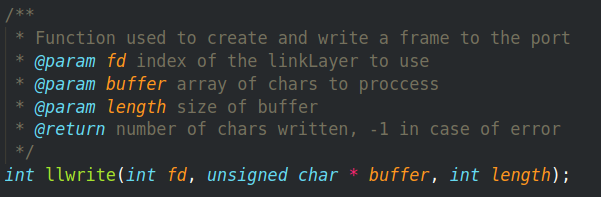 /**
 * Function used to create and write a frame to the port
 * @param fd index of the linkLayer to use
 * @param buffer array of chars to proccess
 * @param length size of buffer
 * @return number of chars written, -1 in case of error
 */
int llwrite(int fd, unsigned char * buffer, int length);